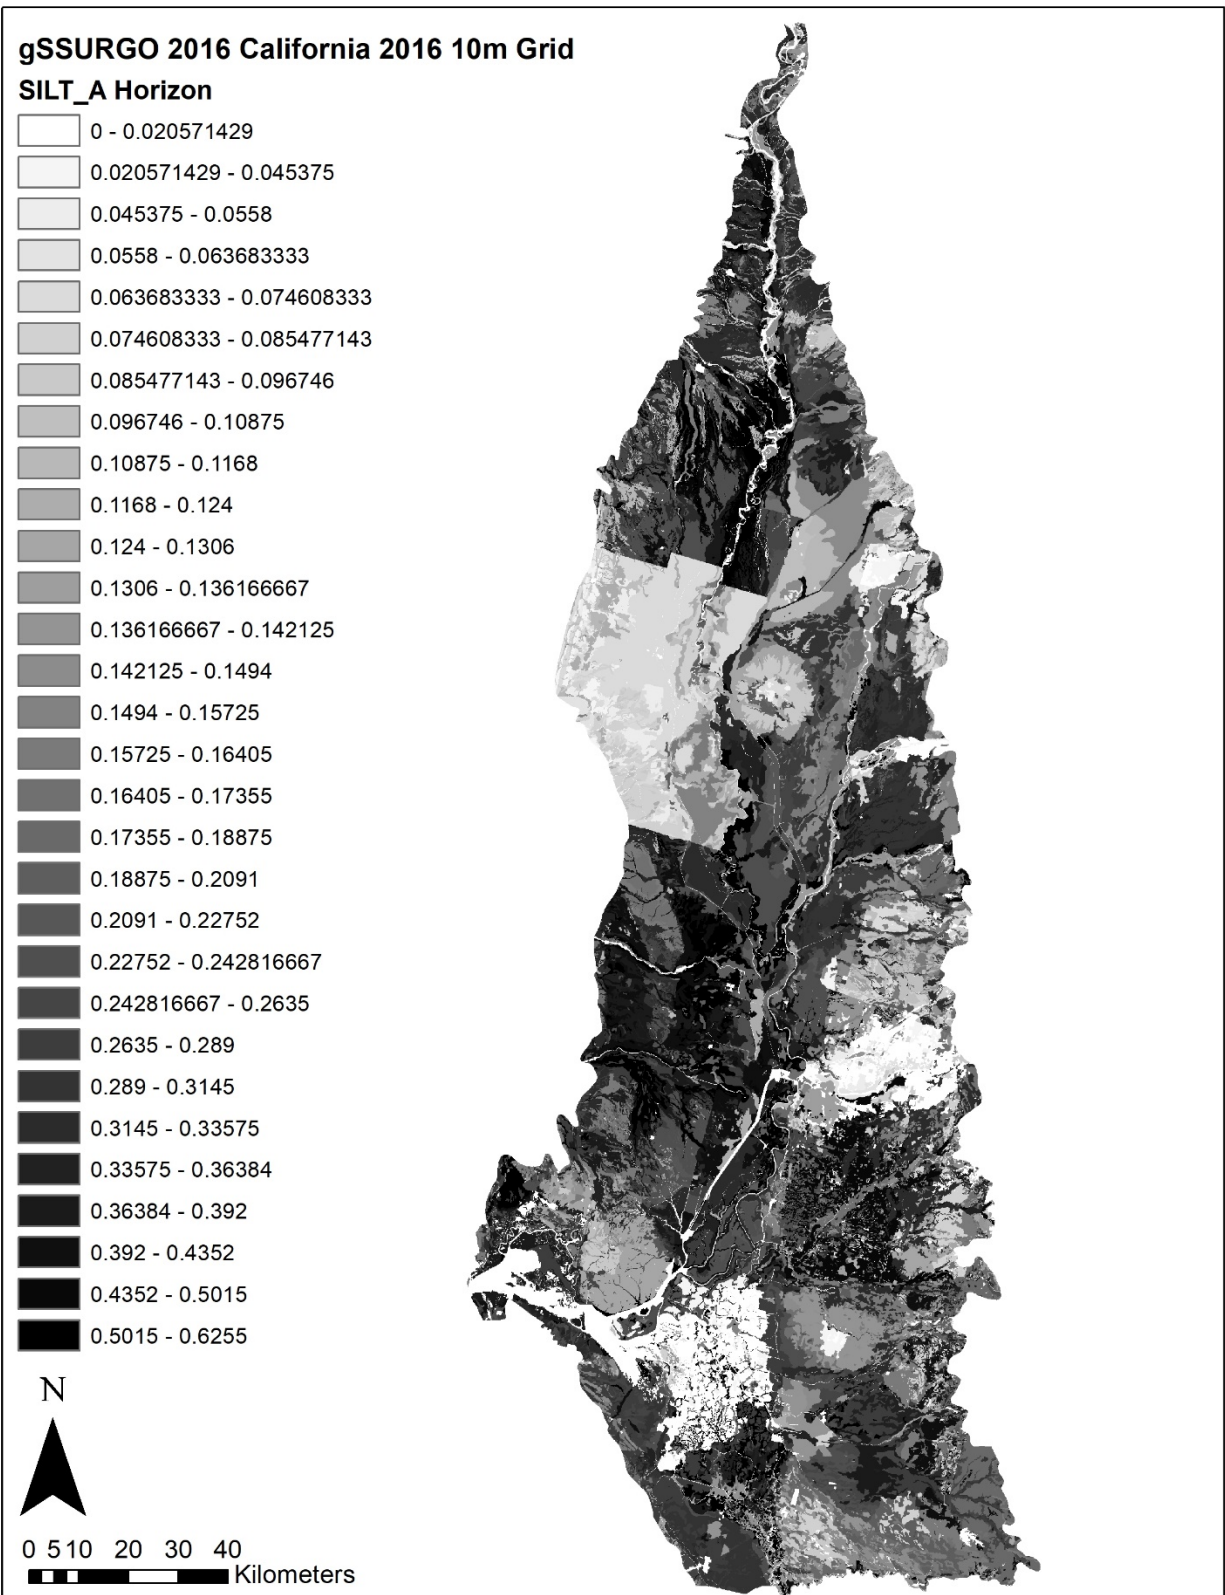 gSSURGO 2016 California 2016 10m Grid
SILT_A Horizon
0 - 0.020571429
0.020571429 - 0.045375
0.045375 - 0.0558
0.0558 - 0.063683333
0.063683333 - 0.074608333
0.074608333 - 0.085477143
0.085477143 - 0.096746
0.096746 - 0.10875
0.10875 - 0.1168
0.1168 - 0.124
0.124 - 0.1306
0.1306 - 0.136166667
0.136166667 - 0.142125
0.142125 - 0.1494
0.1494 - 0.15725
0.15725 - 0.16405
0.16405 - 0.17355
0.17355 - 0.18875
0.18875 - 0.2091
0.2091 - 0.22752
0.22752 - 0.242816667
0.242816667 - 0.2635
0.2635 - 0.289
0.289 - 0.3145
0.3145 - 0.33575
0.33575 - 0.36384
0.36384 - 0.392
0.392 - 0.4352
0.4352 - 0.5015
0.5015 - 0.6255
N
0 5 10 20 30 40
Kilometers